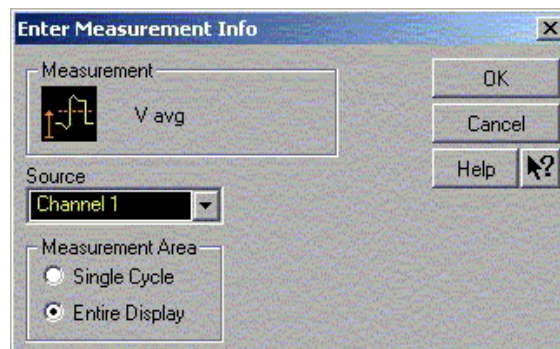 Enter Measurement Info
Measurement
V avg
OK
Cancel
Help
?
Source
Channel 1
Measurement Area
Single Cycle
Entire Display